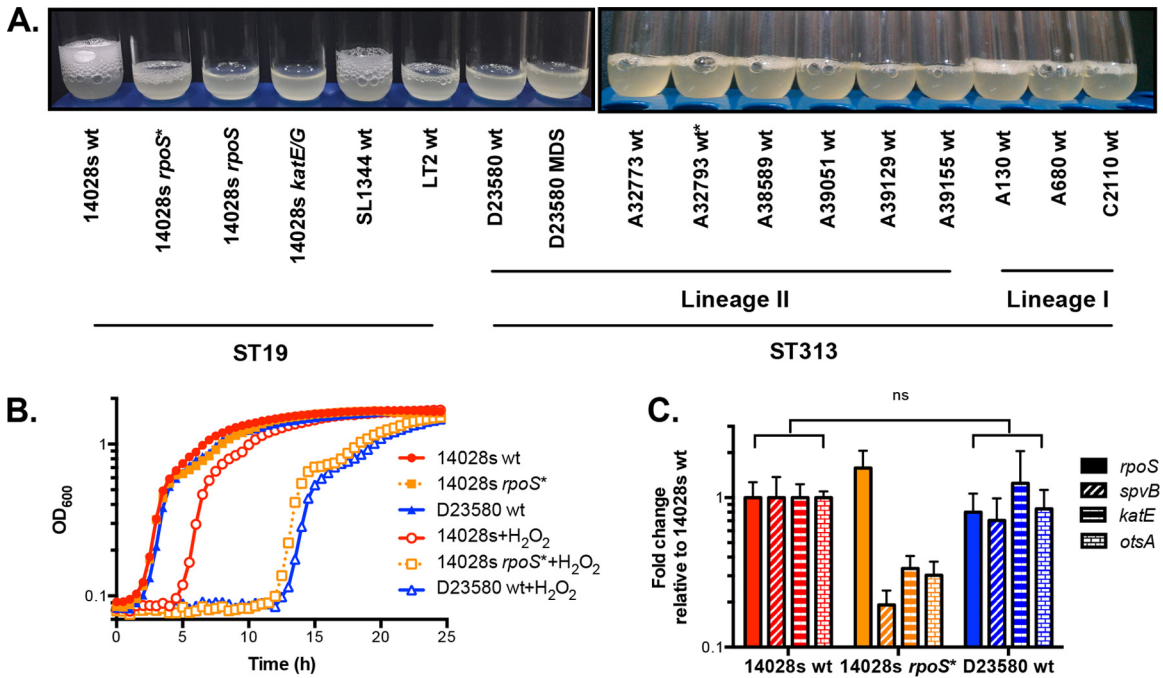 A.
14028s wt
14028s rpoS*
14028s rpoS
14028s katE/G
SL1344 wt
LT2 wt
D23580 wt
D23580 MDS
A32773 wt
A32793 wt*
A38589 wt
A39051 wt
A39129 wt
A39155 wt
A130 wt
A680 wt
C2110 wt
Lineage II
Lineage I
ST19
ST313
B.
OD600
1
0.1
0
5
10
15
20
25
Time (h)
14028s wt
14028s rpoS*
D23580 wt
14028s+H2O2
14028s rpoS*+H2O2
D23580 wt+H2O2
C.
ns
Fold change
relative to 14028s wt
1
0.1
14028s wt
14028s rpoS*
D23580 wt
rpoS
spvB
katE
otsA